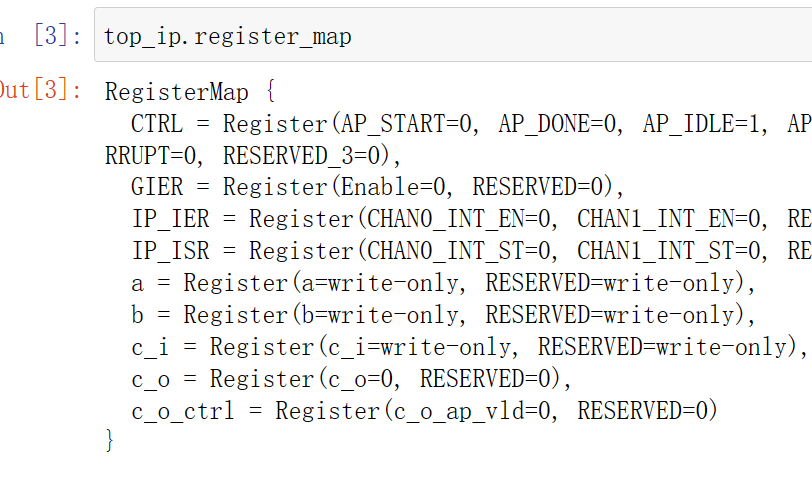 [3]: top_ip.register_map
Out[3]: RegisterMap {
CTRL = Register(AP_START=0, AP_DONE=0, AP_IDLE=1, AP
RRUPT=0, RESERVED_3=0),
GIER = Register(Enable=0, RESERVED=0),
IP_IER = Register(CHAN0_INT_EN=0, CHAN1_INT_EN=0, RE
IP_ISR = Register(CHAN0_INT_ST=0, CHAN1_INT_ST=0, RE
a = Register(a=write-only, RESERVED=write-only),
b = Register(b=write-only, RESERVED=write-only),
c_i = Register(c_i=write-only, RESERVED=write-only),
c_o = Register(c_o=0, RESERVED=0),
c_o_ctrl = Register(c_o_ap_vld=0, RESERVED=0)
}